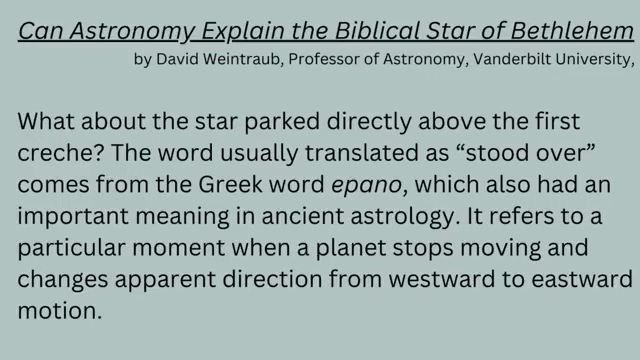 Can Astronomy Explain the Biblical Star of Bethlehem
by David Weintraub, Professor of Astronomy, Vanderbilt University,
What about the star parked directly above the first
creche? The word usually translated as “stood over”
comes from the Greek word epano, which also had an
important meaning in ancient astrology. It refers to a
particular moment when a planet stops moving and
changes apparent direction from westward to eastward
motion.